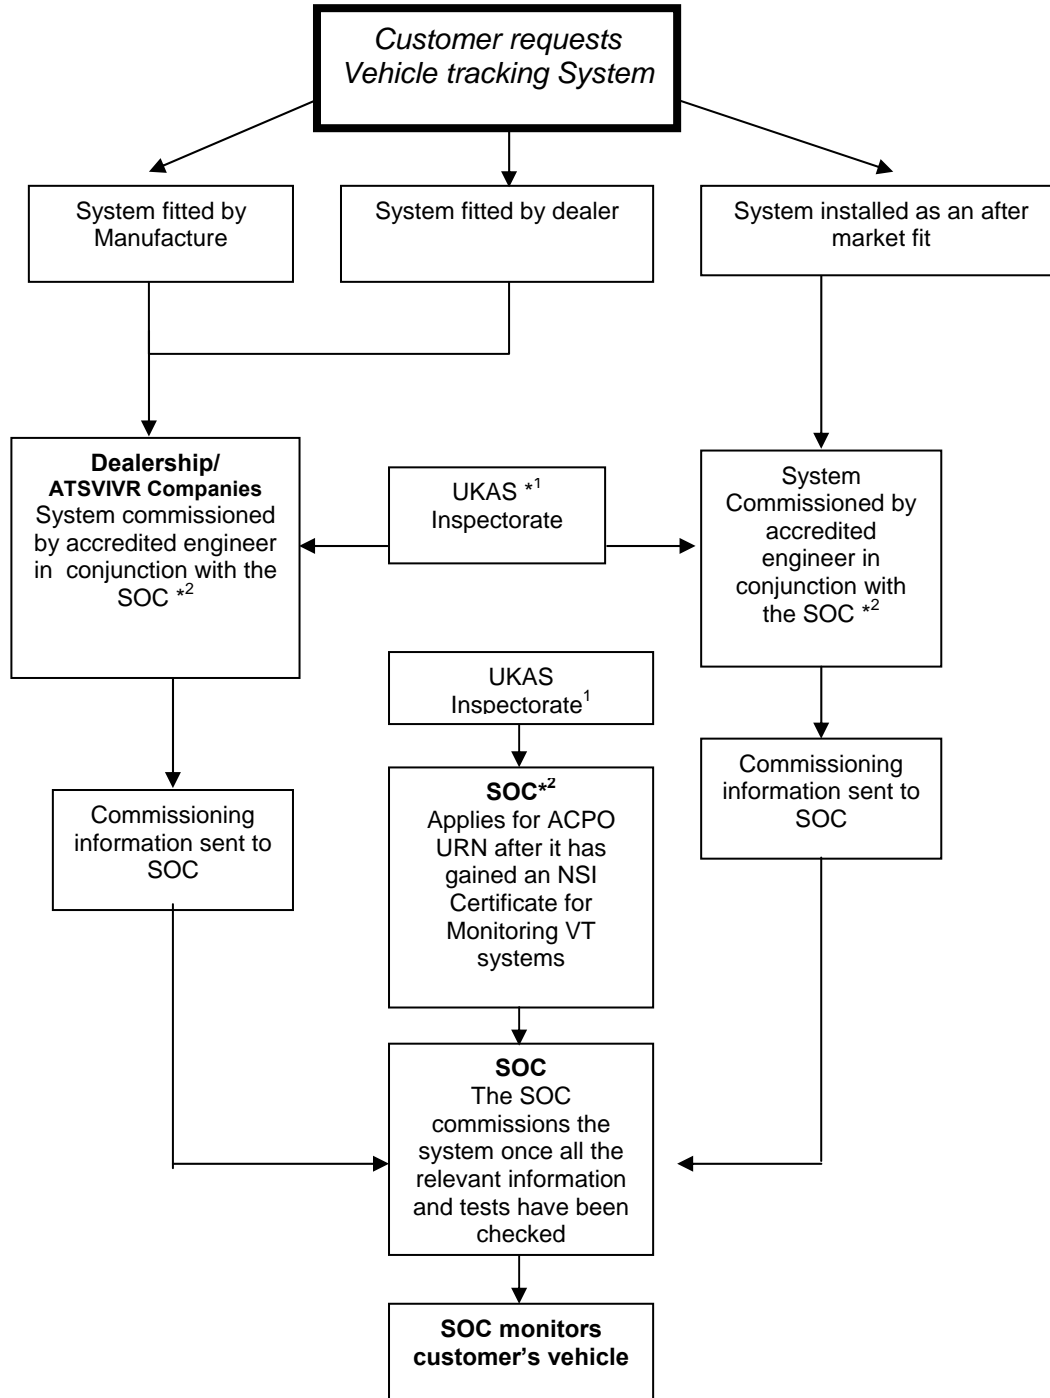 Customer requests
Vehicle tracking System
System fitted by
Manufacture
System fitted by dealer
System installed as an after
market fit
Dealership/
ATSVIVR Companies
System commissioned
by accredited engineer
in conjunction with the
SOC *2
UKAS *1
Inspectorate
System
Commissioned by
accredited
engineer in
conjunction with
the SOC *2
UKAS
Inspectorate1
Commissioning
information sent to
SOC
SOC*2
Applies for ACPO
URN after it has
gained an NSI
Certificate for
Monitoring VT
systems
Commissioning
information sent to
SOC
SOC
The SOC
commissions the
system once all the
relevant information
and tests have been
checked
SOC monitors
customer’s vehicle